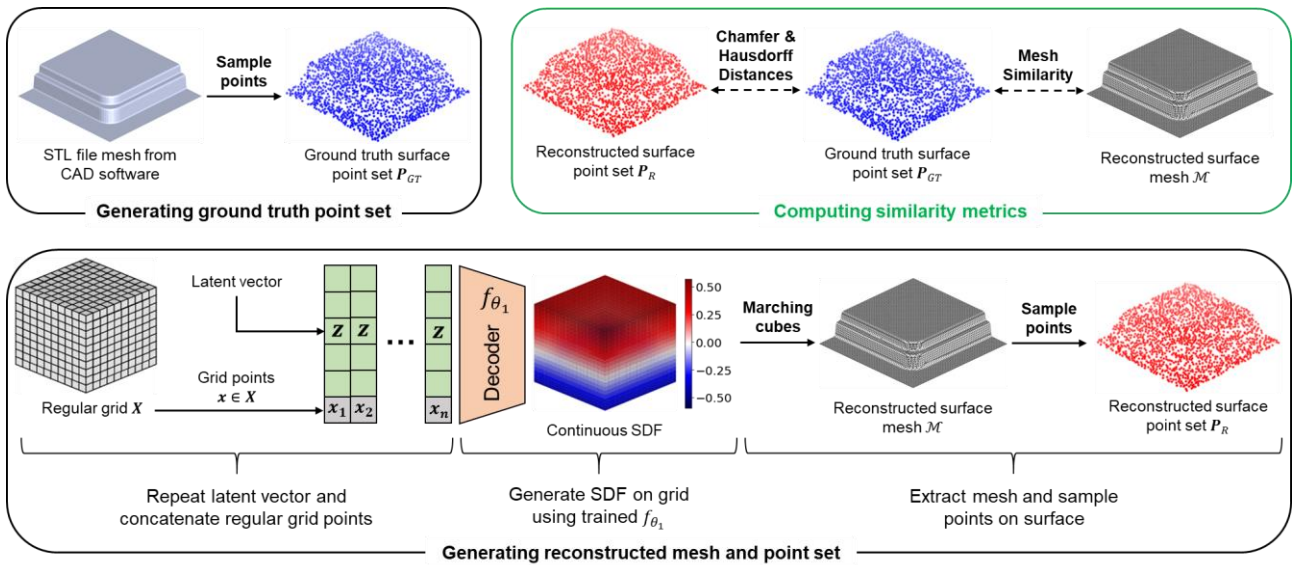 Sample
points
STL file mesh from
CAD software
Ground truth surface
point set P_GT
Generating ground truth point set
Chamfer &
Hausdorff
Distances
Mesh
Similarity
Reconstructed surface
point set P_R
Ground truth surface
point set P_GT
Reconstructed surface
mesh ℳ
Computing similarity metrics
Latent vector
Grid points
x ∈ X
Regular grid X
Z Z ... Z
x_1 x_2 x_n
f_θ_1
Decoder
0.50
0.25
0.00
−0.25
−0.50
Continuous SDF
Marching
cubes
Sample
points
Reconstructed surface
mesh ℳ
Reconstructed surface
point set P_R
Repeat latent vector and
concatenate regular grid points
Generate SDF on grid
using trained f_θ_1
Extract mesh and sample
points on surface
Generating reconstructed mesh and point set